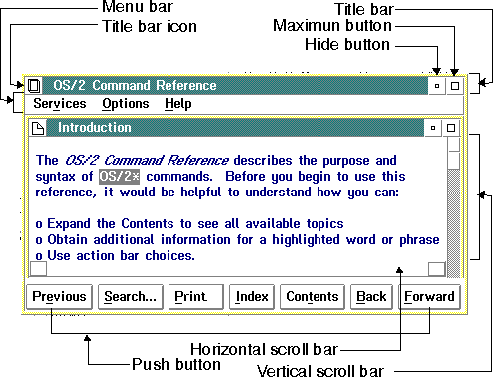 Menu bar
Title bar
Title bar icon
Maximun button
Hide button
OS/2 Command Reference
Services Options Help
Introduction
The OS/2 Command Reference describes the purpose and
syntax of OS/2× commands. Before you begin to use this
reference, it would be helpful to understand how you can:
o Expand the Contents to see all available topics
o Obtain additional information for a highlighted word or phrase
o Use action bar choices.
Previous Search... Print Index Contents Back Forward
Horizontal scroll bar
Push button
Vertical scroll bar